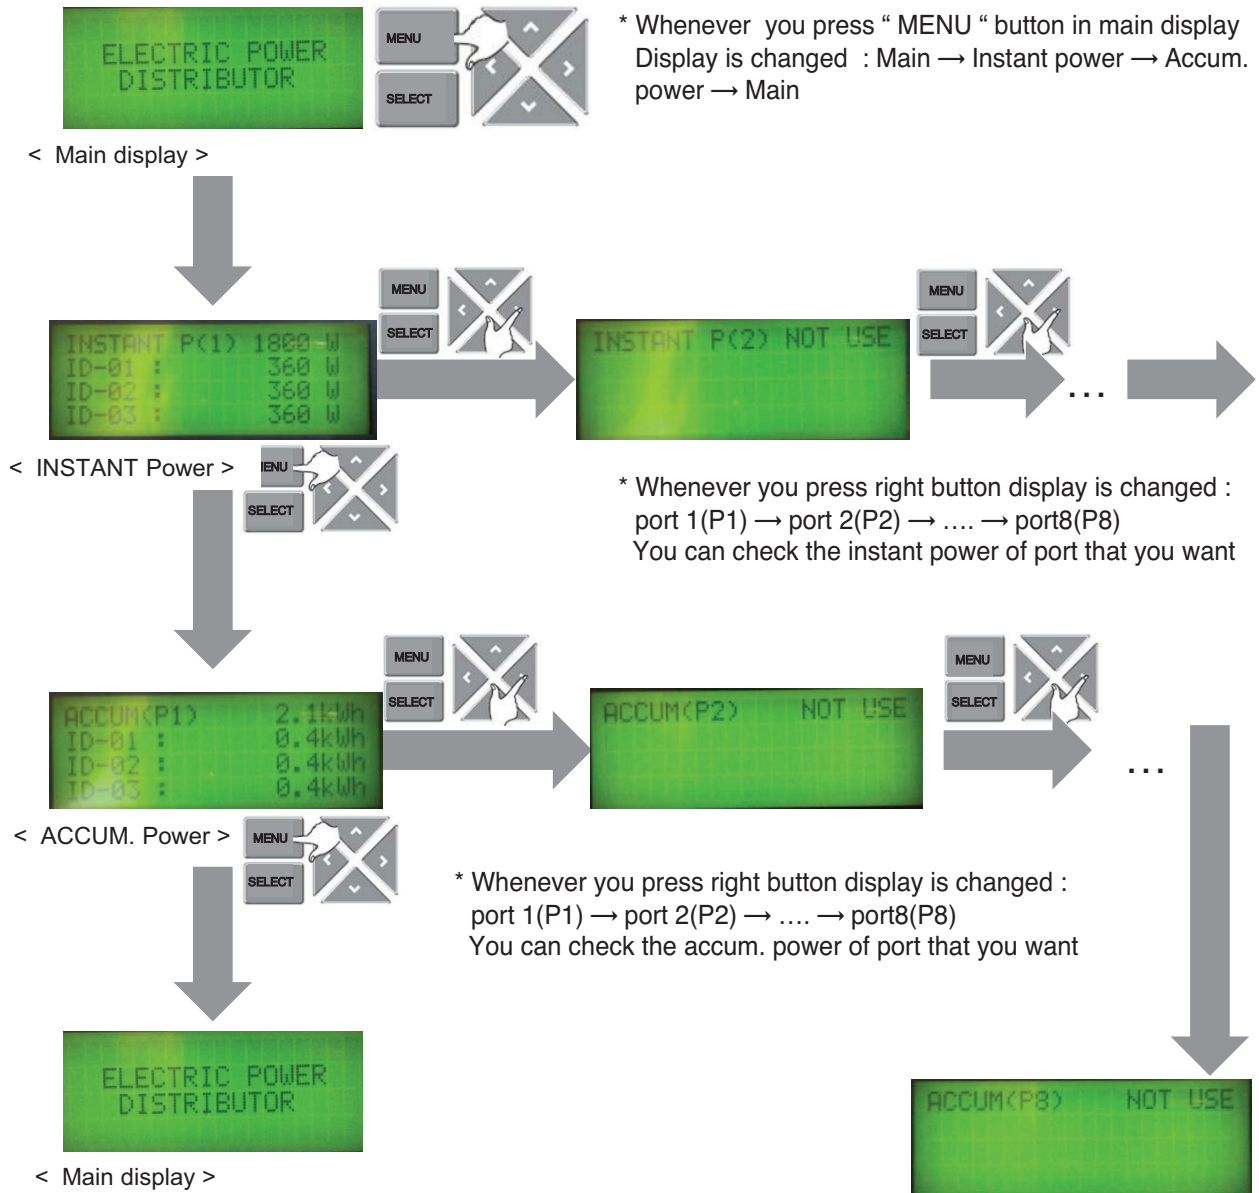 ELECTRIC POWER
DISTRIBUTOR
MENU
SELECT
* Whenever you press “ MENU “ button in main display
Display is changed : Main → Instant power → Accum.
power → Main
< Main display >
MENU
SELECT
MENU
SELECT
INSTANT P(1) 1800 W
ID-01 : 360 W
ID-02 : 360 W
ID-03 : 360 W
INSTANT P(2) NOT USE
...
< INSTANT Power >
ENU
SELECT
* Whenever you press right button display is changed :
port 1(P1) → port 2(P2) → …. → port8(P8)
You can check the instant power of port that you want
MENU
SELECT
MENU
SELECT
ACCUM(P1) 2.1kWh
ID-01 : 0.4kWh
ID-02 : 0.4kWh
ID-03 : 0.4kWh
ACCUM(P2) NOT USE
...
< ACCUM. Power >
MENU
SELECT
* Whenever you press right button display is changed :
port 1(P1) → port 2(P2) → …. → port8(P8)
You can check the accum. power of port that you want
ELECTRIC POWER
DISTRIBUTOR
< Main display >
ACCUM(P8) NOT USE